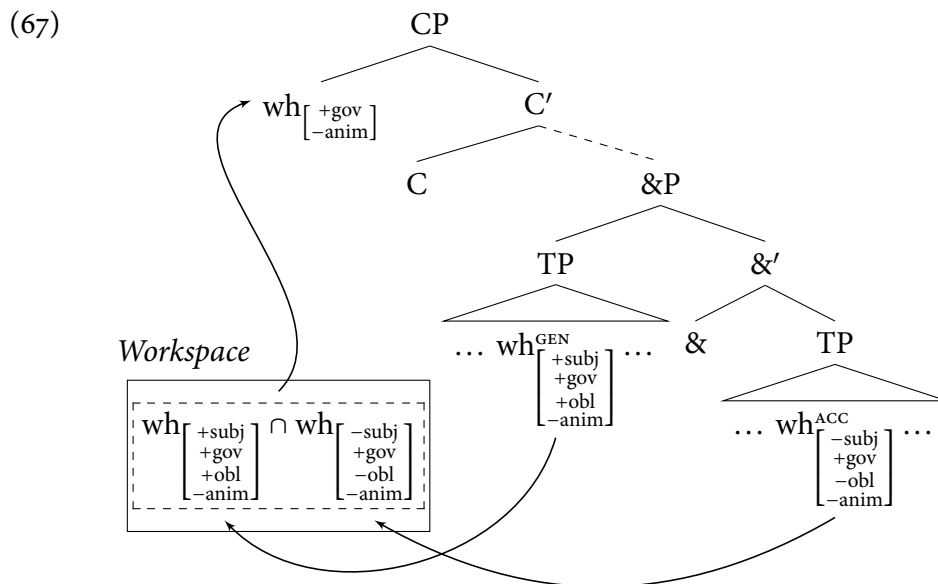 (67)
CP
wh[+gov −anim]
C′
C
&P
TP
&′
… wh^GEN[+subj +gov +obl −anim] …
&
TP
… wh^ACC[−subj +gov −obl −anim] …
Workspace
wh[+subj +gov +obl −anim] ∩ wh[−subj +gov −obl −anim]